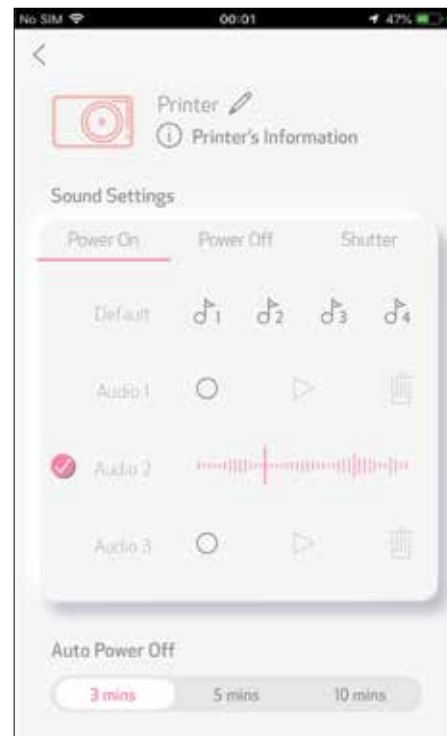 No SIM 00:01 47%
Printer
Printer's Information
Sound Settings
Power On Power Off Shutter
Default 1 2 3 4
Audio 1
Audio 2
Audio 3
Auto Power Off
3 mins 5 mins 10 mins